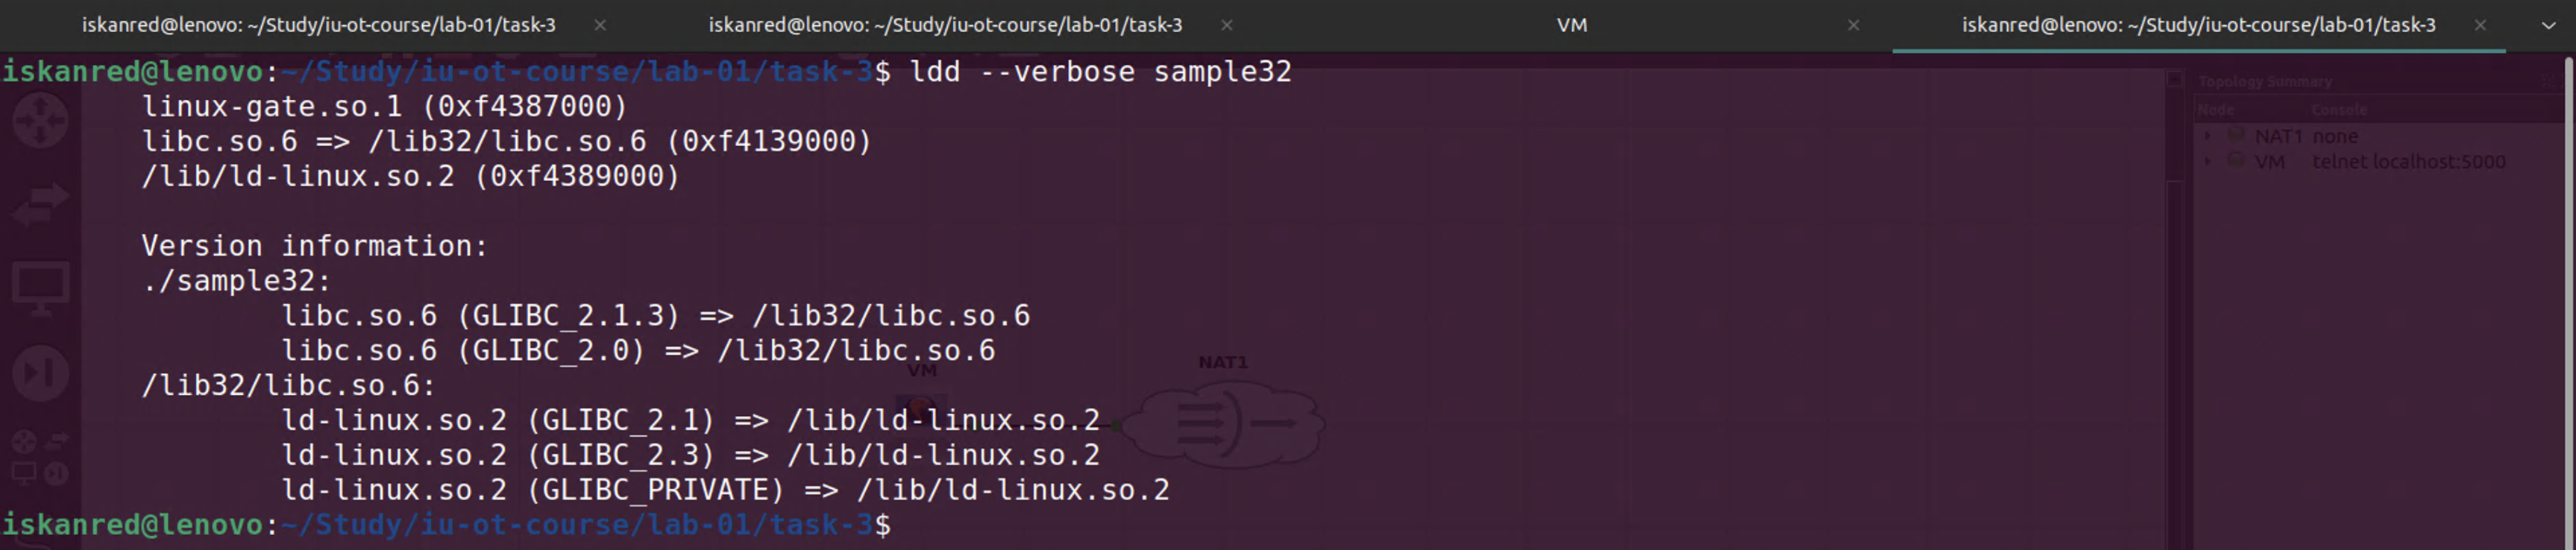 iskanred@lenovo: ~/Study/iu-ot-course/lab-01/task-3 × iskanred@lenovo: ~/Study/iu-ot-course/lab-01/task-3 × VM × iskanred@lenovo: ~/Study/iu-ot-course/lab-01/task-3 ×
iskanred@lenovo:~/Study/iu-ot-course/lab-01/task-3$ ldd --verbose sample32
linux-gate.so.1 (0xf4387000)
libc.so.6 => /lib32/libc.so.6 (0xf4139000)
/lib/ld-linux.so.2 (0xf4389000)
Version information:
./sample32:
libc.so.6 (GLIBC_2.1.3) => /lib32/libc.so.6
libc.so.6 (GLIBC_2.0) => /lib32/libc.so.6
/lib32/libc.so.6:
ld-linux.so.2 (GLIBC_2.1) => /lib/ld-linux.so.2
ld-linux.so.2 (GLIBC_2.3) => /lib/ld-linux.so.2
ld-linux.so.2 (GLIBC_PRIVATE) => /lib/ld-linux.so.2
iskanred@lenovo:~/Study/iu-ot-course/lab-01/task-3$
Topology Summary
Node Console
NAT1 none
VM telnet localhost:5000
VM
NAT1